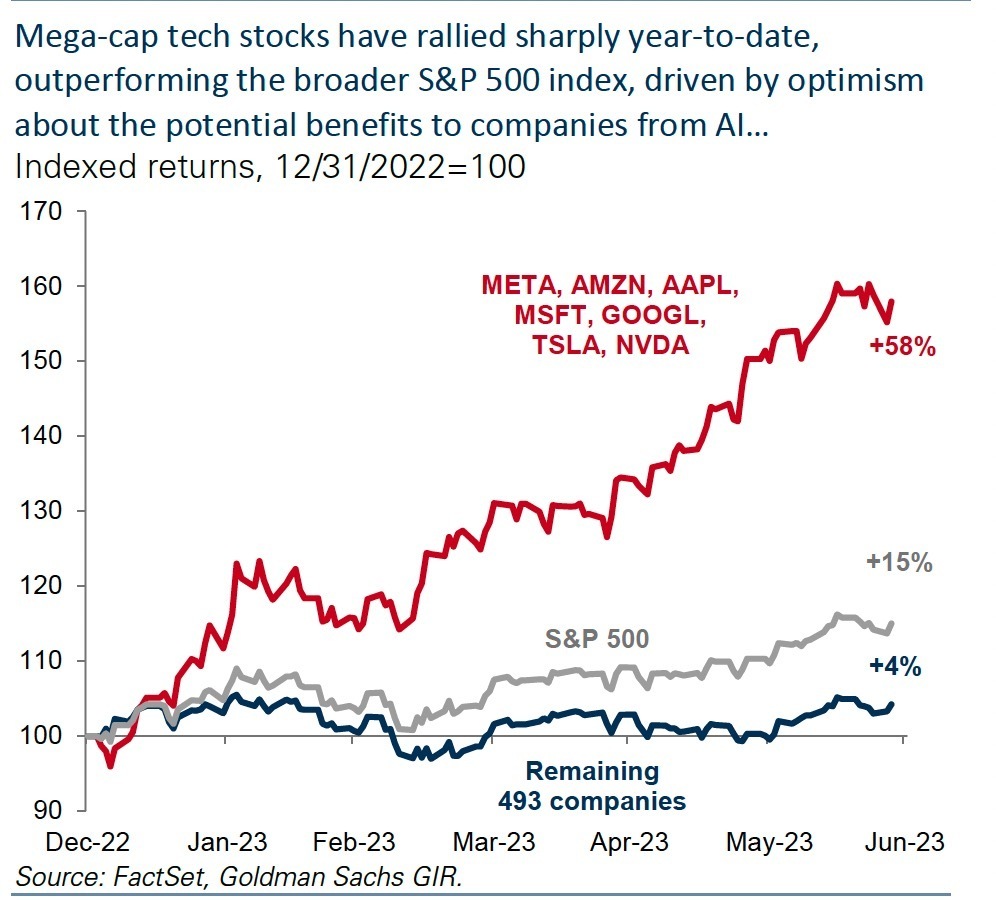 Mega-cap tech stocks have rallied sharply year-to-date,
outperforming the broader S&P 500 index, driven by optimism
about the potential benefits to companies from AI…
Indexed returns, 12/31/2022=100
170
160
150
140
130
120
110
100
90
META, AMZN, AAPL,
MSFT, GOOGL,
TSLA, NVDA
+58%
+15%
S&P 500
+4%
Remaining
493 companies
Dec-22 Jan-23 Feb-23 Mar-23 Apr-23 May-23 Jun-23
Source: FactSet, Goldman Sachs GIR.